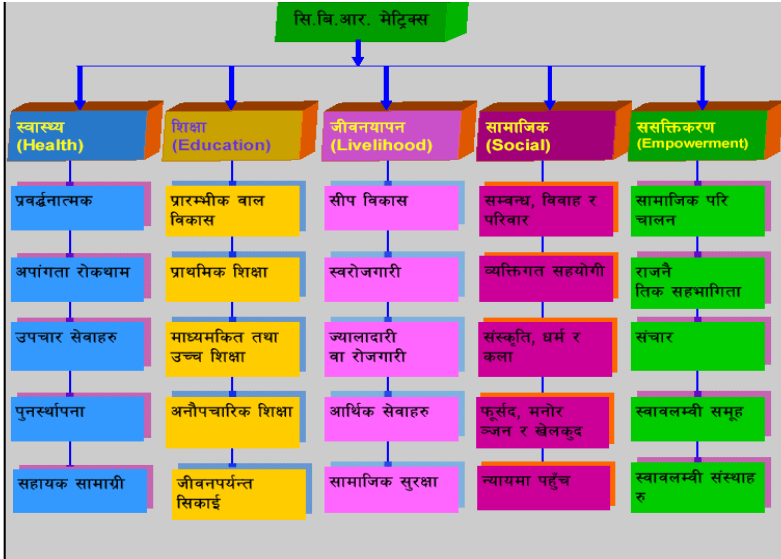 सि.बि.आर. मेट्रिक्स
स्वास्थ्य
(Health)
प्रवर्द्धनात्मक
अपांगता रोकथाम
उपचार सेवाहरु
पुनर्स्थापना
सहायक सामाग्री
शिक्षा
(Education)
प्रारम्भीक वाल
विकास
प्राथमिक शिक्षा
माध्यमकित तथा
उच्च शिक्षा
अनौपचारिक शिक्षा
जीवनपर्यन्त
सिकाई
जीवनयापन
(Livelihood)
सीप विकास
स्वरोजगारी
ज्यालादारी
वा रोजगारी
आर्थिक सेवाहरु
सामाजिक सुरक्षा
सामाजिक
(Social)
सम्बन्ध, विवाह र
परिवार
व्यक्तिगत सहयोगी
संस्कृति, धर्म र
कला
फूर्सद, मनोर
ञ्जन र खेलकुद
न्यायमा पहुँच
ससक्तिकरण
(Empowerment)
सामाजिक परि
चालन
राजनै
तिक सहभागिता
संचार
स्वावलम्वी समूह
स्वावलम्वी संस्थाह
रु